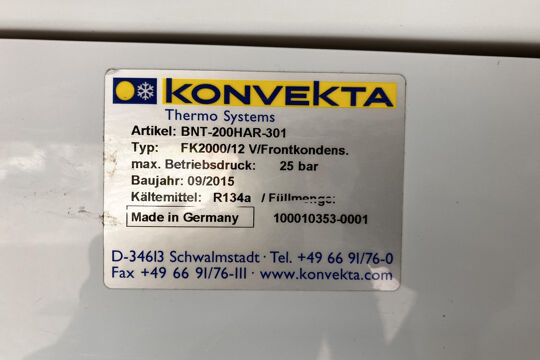 KONVEKTA
Thermo Systems
Artikel: BNT-200HAR-301
Typ: FK2000/12 V/Frontkondens.
max. Betriebsdruck: 25 bar
Baujahr: 09/2015
Kältemittel: R134a / Füllmenge:
Made in Germany 100010353-0001
D-34613 Schwalmstadt · Tel. +49 66 91/76-0
Fax +49 66 91/76-111 · www.konvekta.com